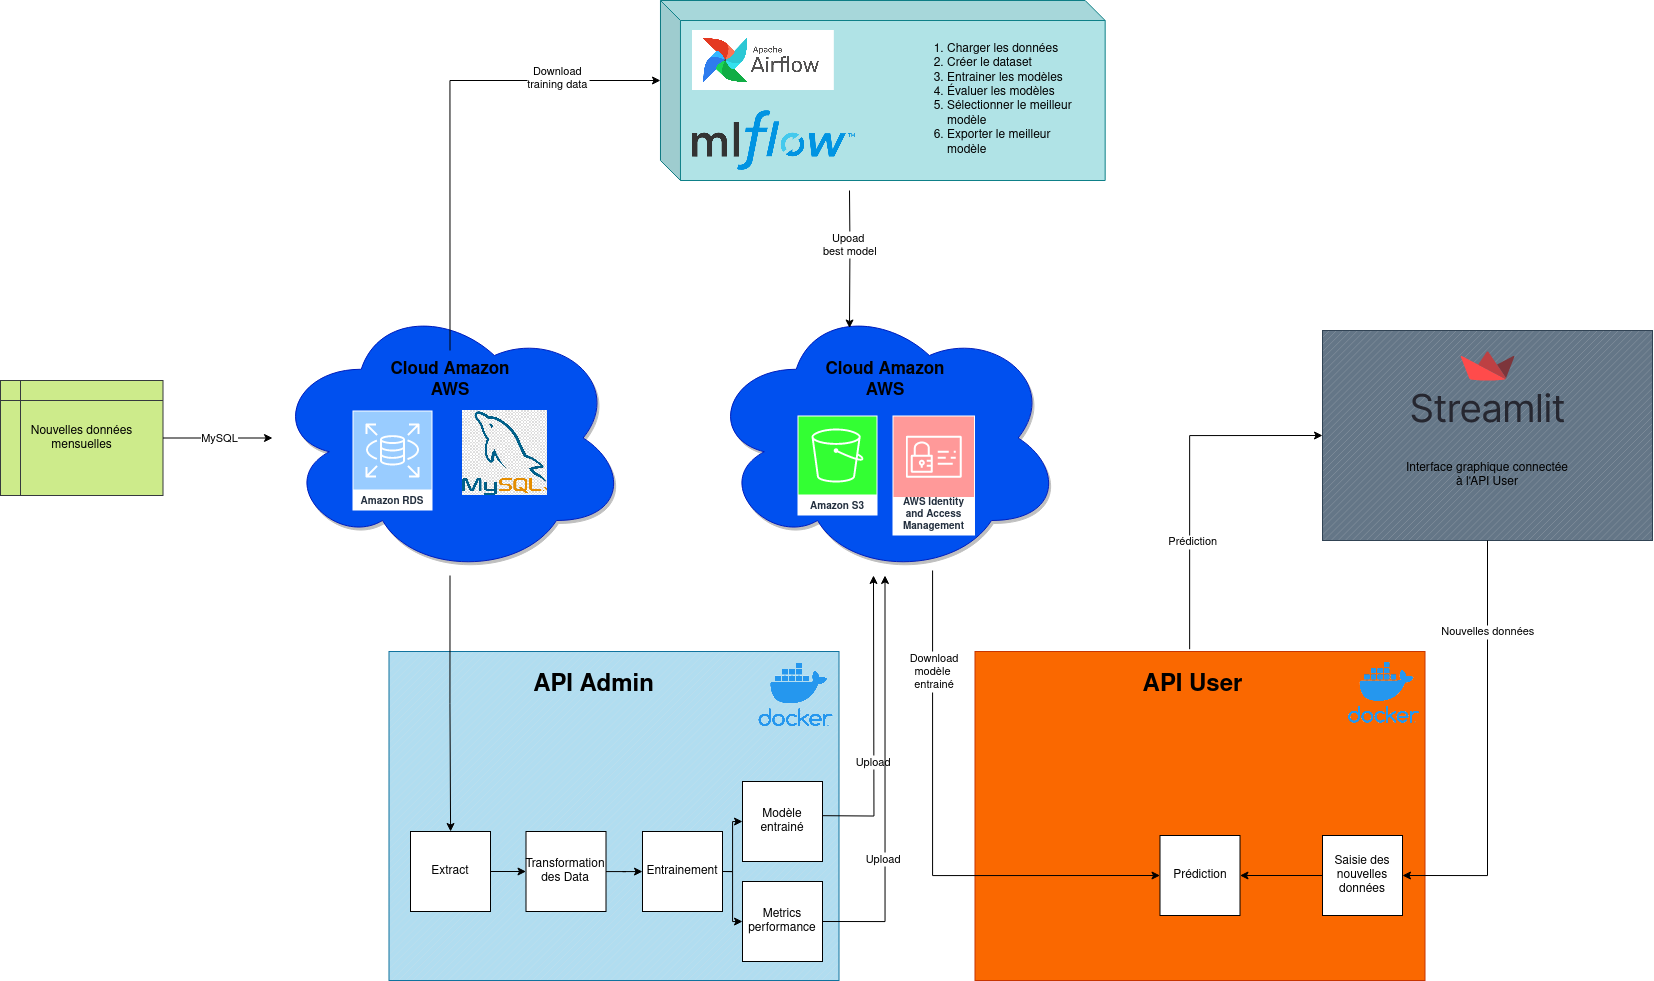 Apache
Airflow
mlflow™
1. Charger les données
2. Créer le dataset
3. Entrainer les modèles
4. Évaluer les modèles
5. Sélectionner le meilleur
modèle
6. Exporter le meilleur
modèle
Download
training data
Upoad
best model
Nouvelles données
mensuelles
MySQL
Cloud Amazon
AWS
Amazon RDS
MySQL
Cloud Amazon
AWS
Amazon S3
AWS Identity
and Access
Management
Streamlit
Interface graphique connectée
à l'API User
Prédiction
Nouvelles données
API Admin
docker
Extract
Transformation
des Data
Entrainement
Modèle
entrainé
Metrics
performance
Upload
Upload
Download
modèle
entrainé
API User
docker
Prédiction
Saisie des
nouvelles
données